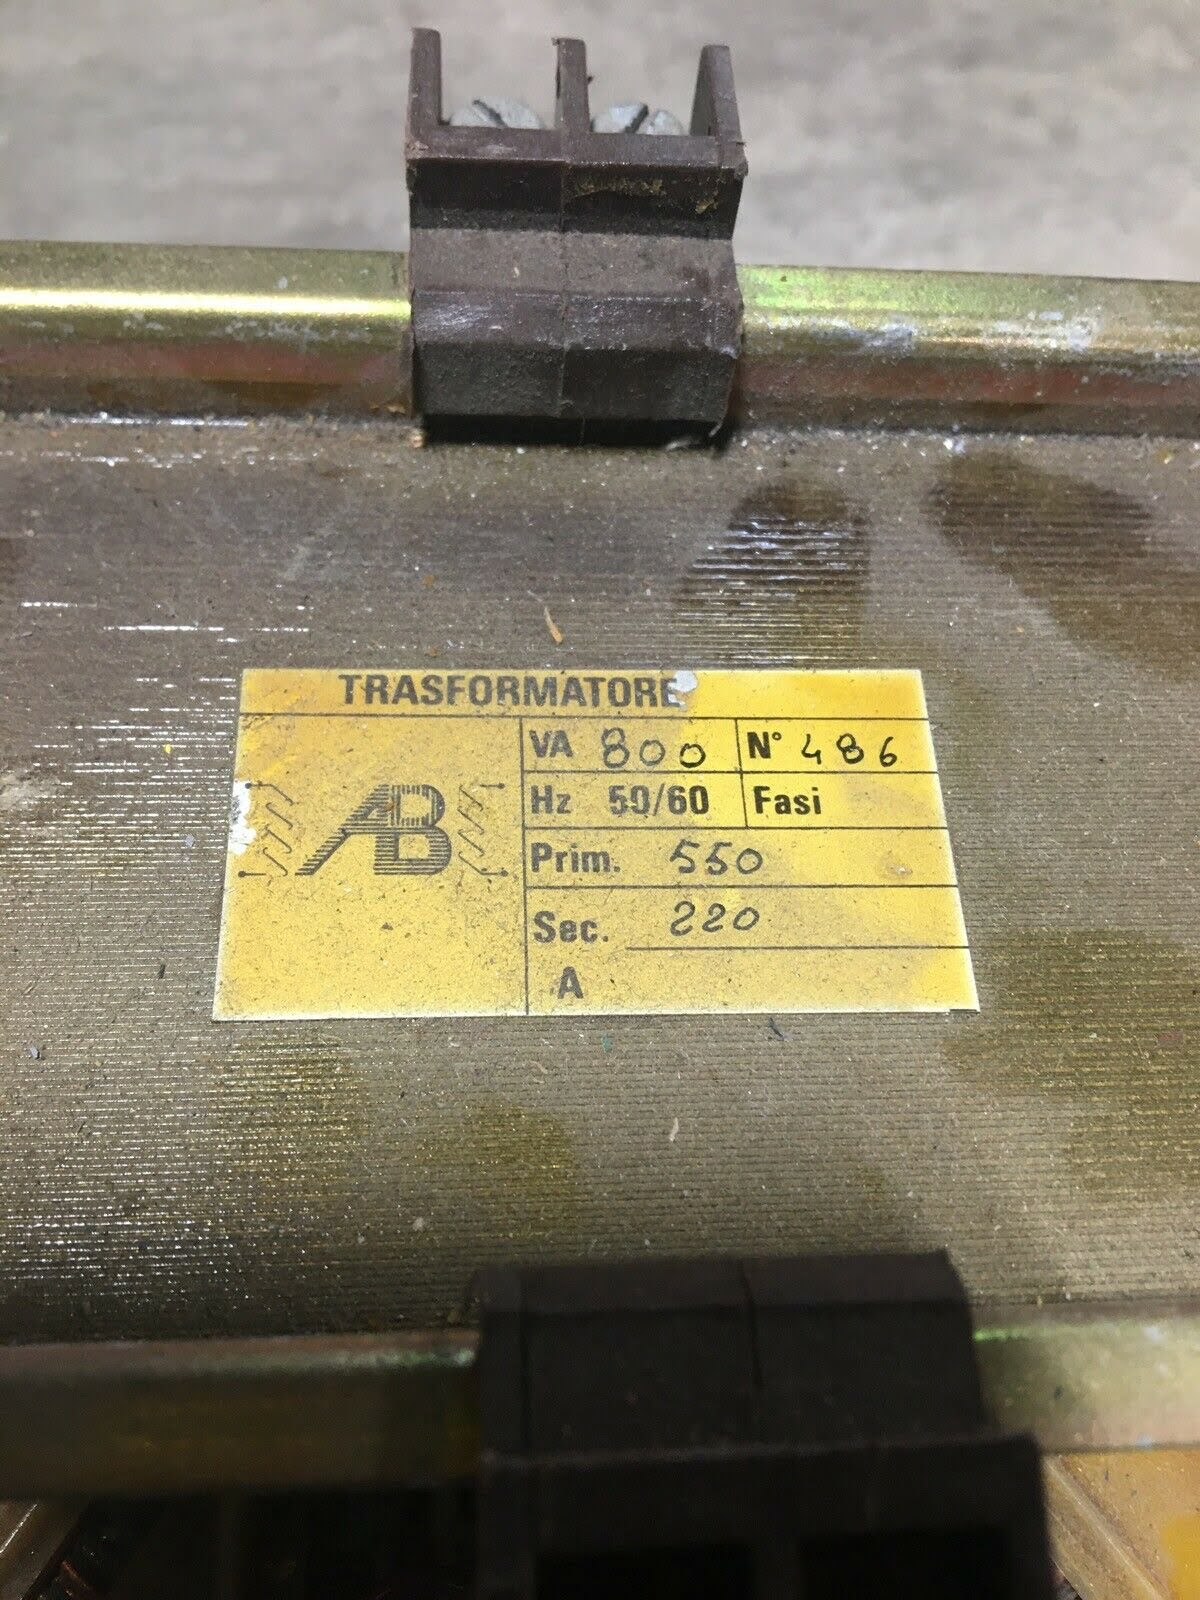 TRASFORMATORE
VA 800 N° 486
AB
Hz 50/60 Fasi
Prim. 550
Sec. 220
A